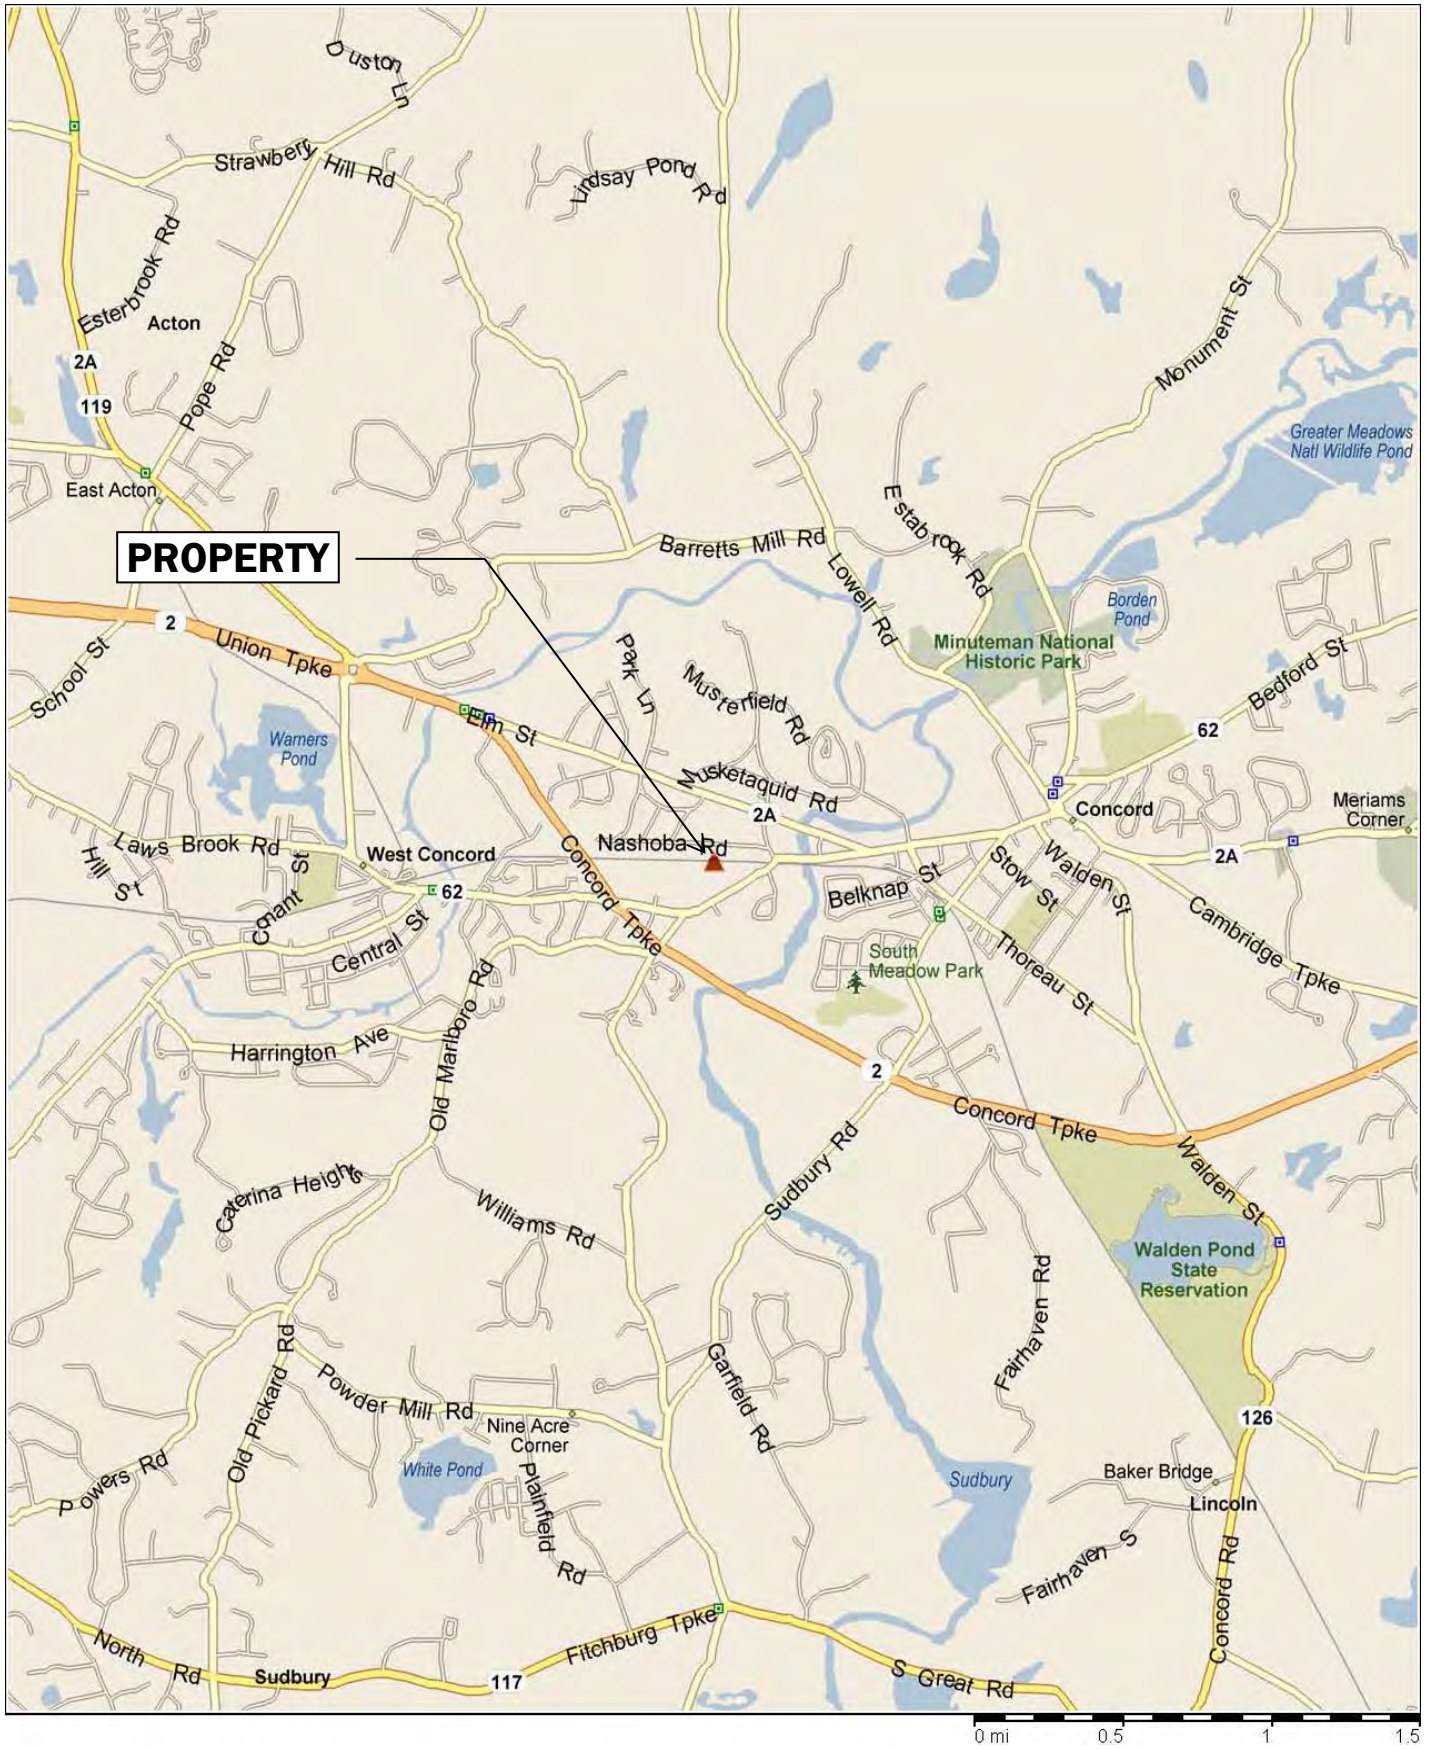 Duston Ln
Strawbery Hill Rd
Lindsay Pond Rd
Esterbrook Rd
Acton
Monument St
2A
Pope Rd
119
Greater Meadows
Natl Wildlife Pond
East Acton
Estabrook Rd
PROPERTY
Barretts Mill Rd
Lowell Rd
Borden
Pond
2
Union Tpke
School St
Park Ln
Musterfield Rd
Minuteman National
Historic Park
Bedford St
62
Elm St
Warners
Pond
Musketaquid Rd
2A
Concord
Meriams
Corner
Laws Brook Rd
Hill St
Conant St
West Concord
62
Nashoba Rd
Concord Tpke
Belknap St
Stow St
Walden St
2A
Cambridge Tpke
Central St
South
Meadow Park
Thoreau St
Old Marlboro Rd
Harrington Ave
2
Concord Tpke
Sudbury Rd
Walden St
Caterina Heights
Williams Rd
Walden Pond
State
Reservation
Fairhaven Rd
Old Pickard Rd
Garfield Rd
Powder Mill Rd
Nine Acre
Corner
126
Powers Rd
White Pond
Plainfield Rd
Sudbury
Baker Bridge
Lincoln
Fairhaven S
Concord Rd
North Rd
Sudbury
117
Fitchburg Tpke
S Great Rd
0 mi 0.5 1 1.5